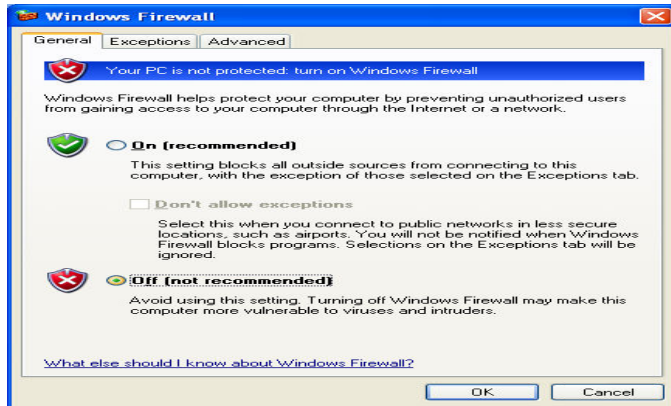 Windows Firewall
General Exceptions Advanced
Your PC is not protected: turn on Windows Firewall
Windows Firewall helps protect your computer by preventing unauthorized users
from gaining access to your computer through the Internet or a network.
On (recommended)
This setting blocks all outside sources from connecting to this
computer, with the exception of those selected on the Exceptions tab.
Don't allow exceptions
Select this when you connect to public networks in less secure
locations, such as airports. You will not be notified when Windows
Firewall blocks programs. Selections on the Exceptions tab will be
ignored.
Off (not recommended)
Avoid using this setting. Turning off Windows Firewall may make this
computer more vulnerable to viruses and intruders.
What else should I know about Windows Firewall?
OK Cancel